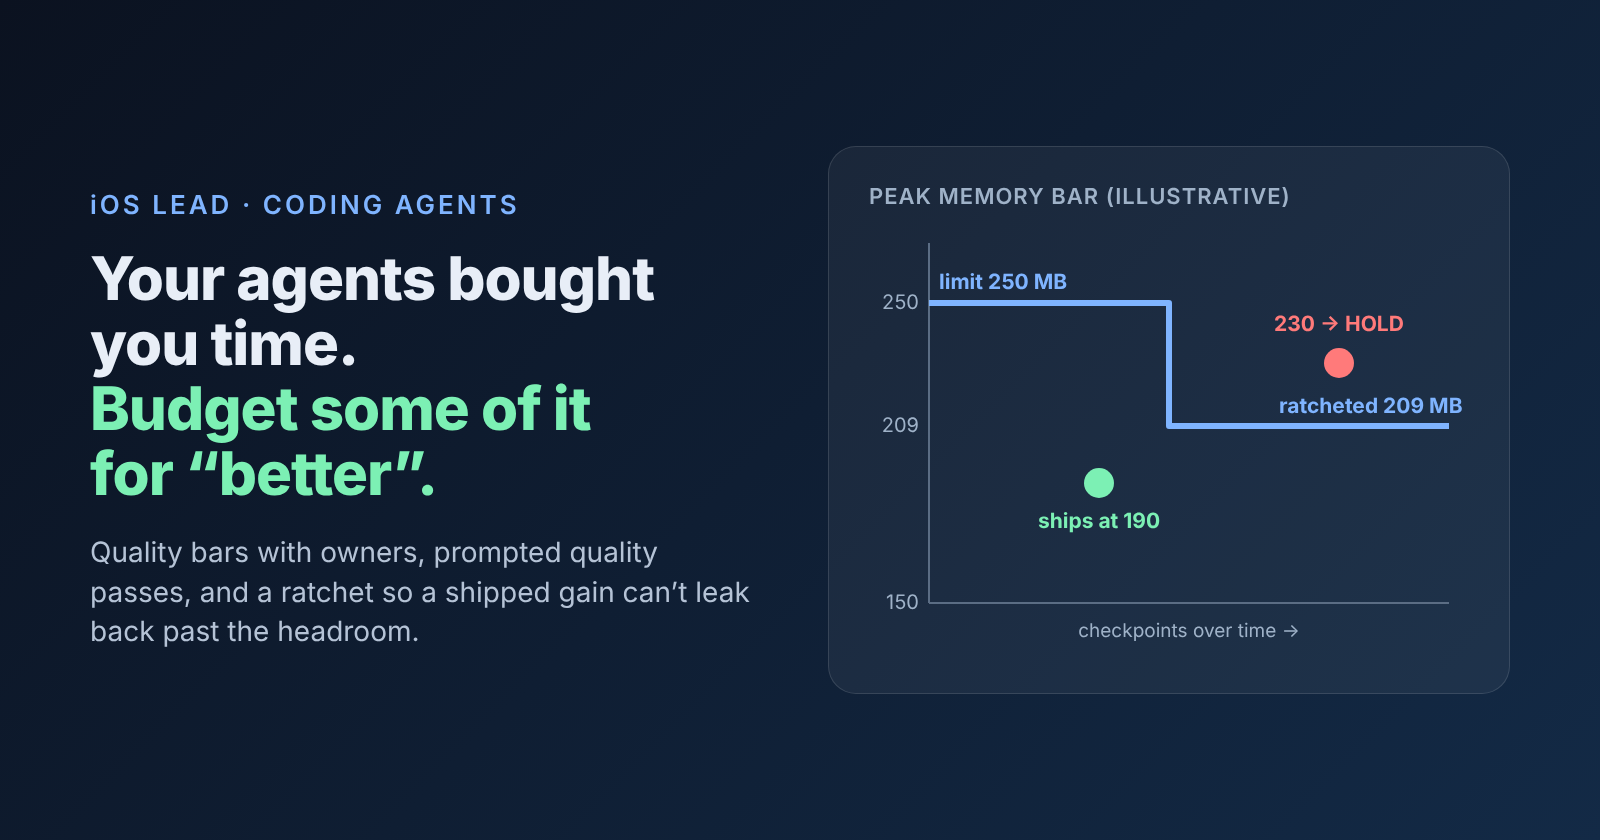 iOS LEAD · CODING AGENTS
Your agents bought
you time.
Budget some of it
for “better”.
Quality bars with owners, prompted quality
passes, and a ratchet so a shipped gain can’t leak
back past the headroom.
PEAK MEMORY BAR (ILLUSTRATIVE)
limit 250 MB
250
230 → HOLD
ratcheted 209 MB
209
ships at 190
150
checkpoints over time →